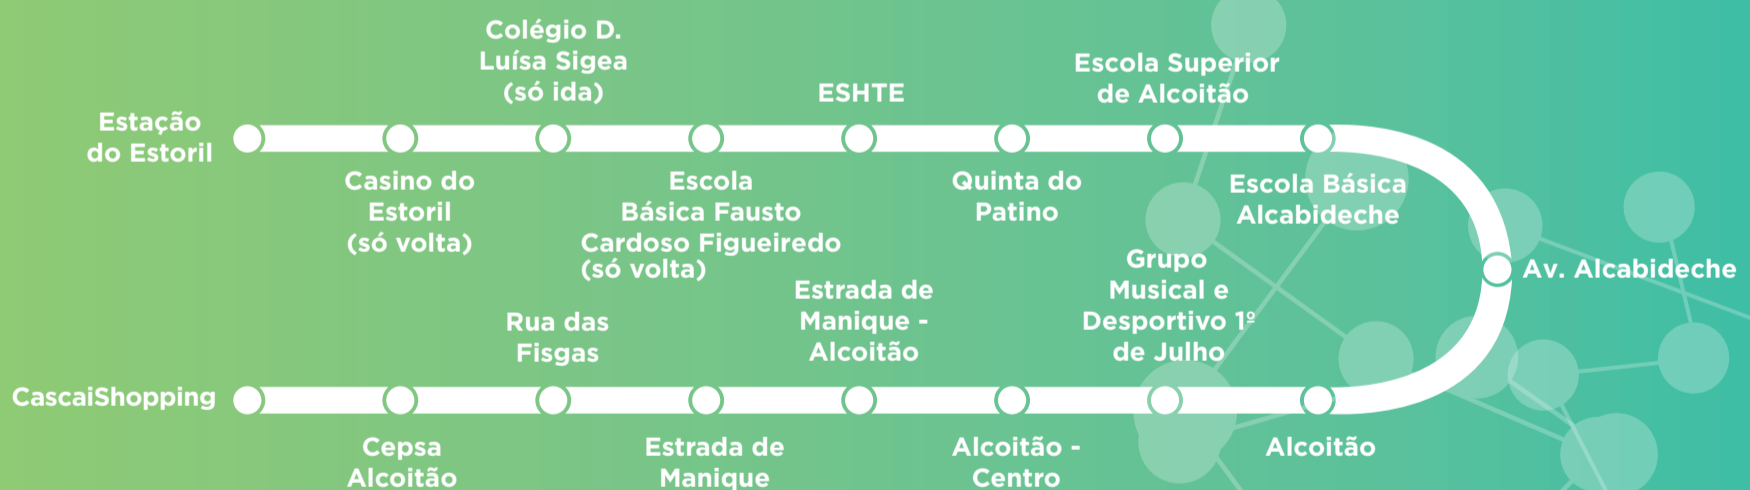 Estação
do Estoril
Casino do
Estoril
(só volta)
Colégio D.
Luísa Sigea
(só ida)
Escola
Básica Fausto
Cardoso Figueiredo
(só volta)
ESHTE
Quinta do
Patino
Escola Superior
de Alcoitão
Escola Básica
Alcabideche
Av. Alcabideche
Alcoitão
Grupo
Musical e
Desportivo 1º
de Julho
Alcoitão -
Centro
Estrada de
Manique -
Alcoitão
Estrada de
Manique
Rua das
Fisgas
Cepsa
Alcoitão
CascaiShopping